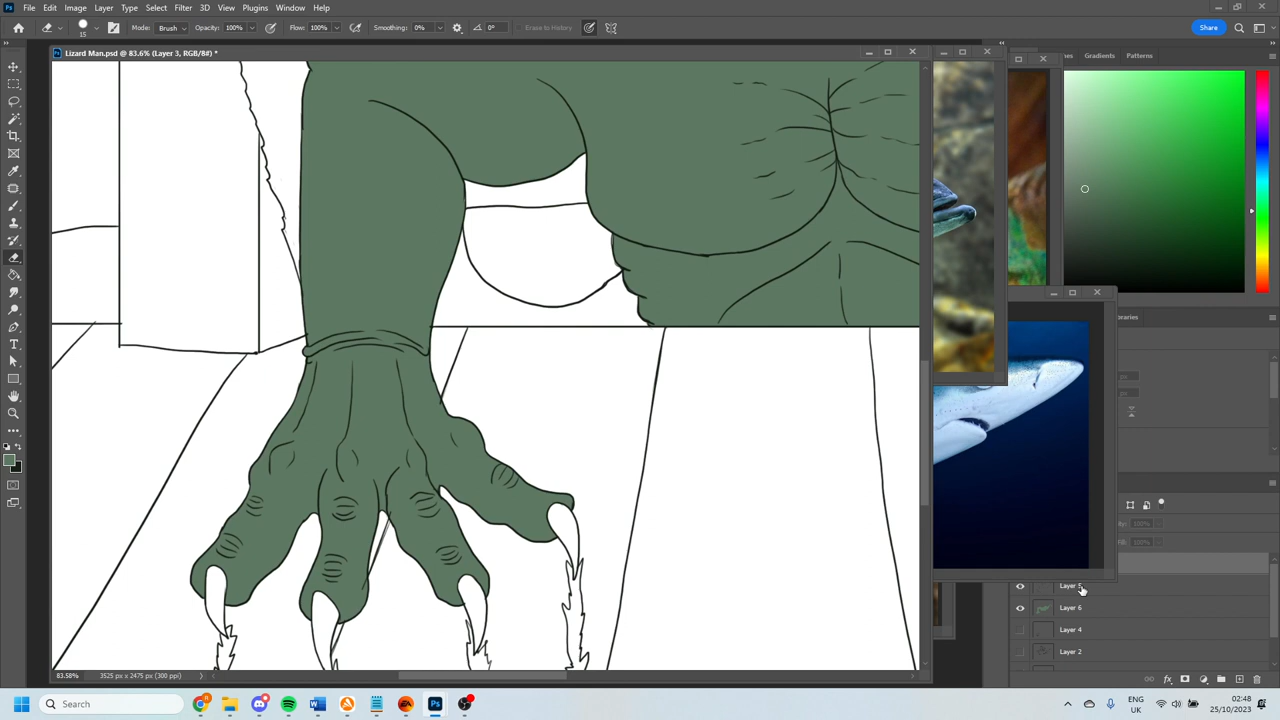 File Edit Image Layer Type Select Filter 3D View Plugins Window Help
15 Mode: Brush Opacity: 100% Flow: 100% Smoothing: 0% 0° Erase to History Share
Lizard Man.psd @ 83.6% (Layer 3, RGB/8#) *
Gradients Patterns
Layer 5
Layer 6
Layer 4
Layer 2
83.58% 3525 px x 2475 px (300 ppi)
Search
ENG
UK
02:48
25/10/2023